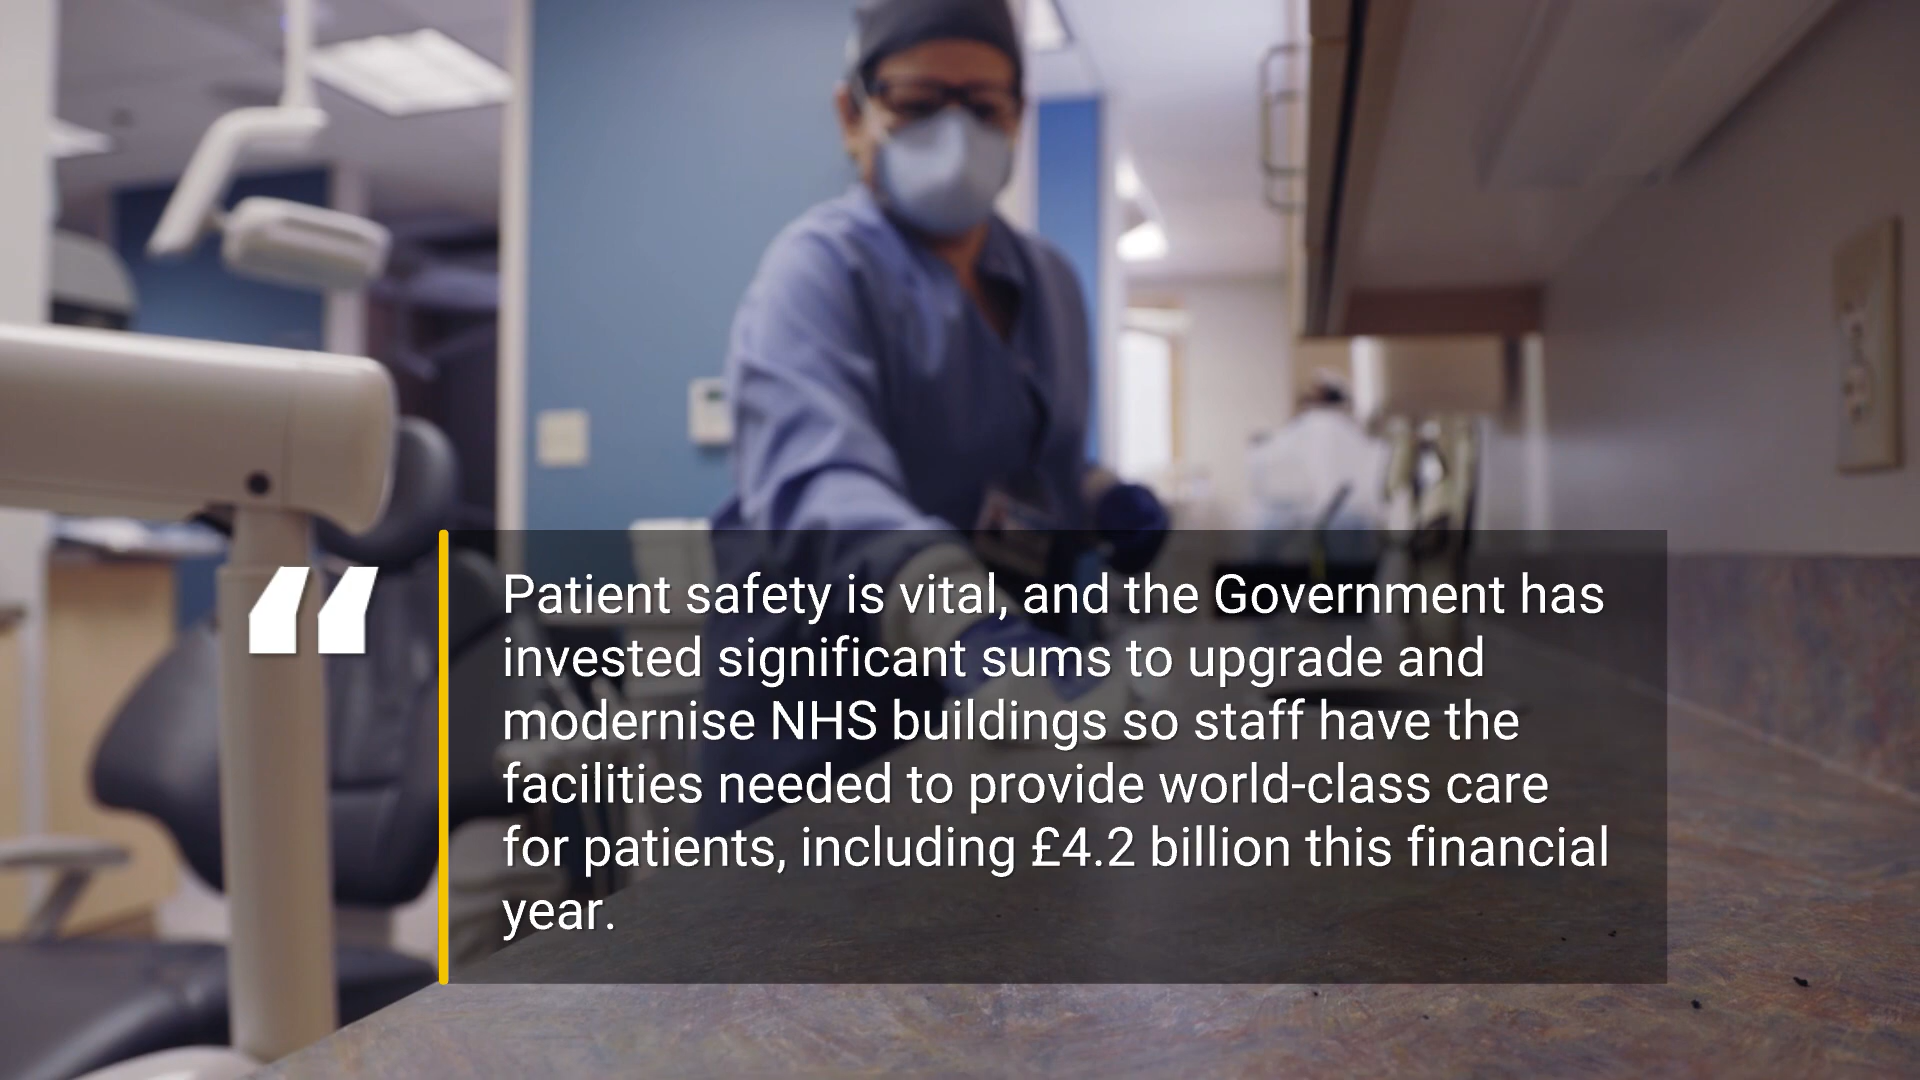 “
Patient safety is vital, and the Government has
invested significant sums to upgrade and
modernise NHS buildings so staff have the
facilities needed to provide world-class care
for patients, including £4.2 billion this financial
year.